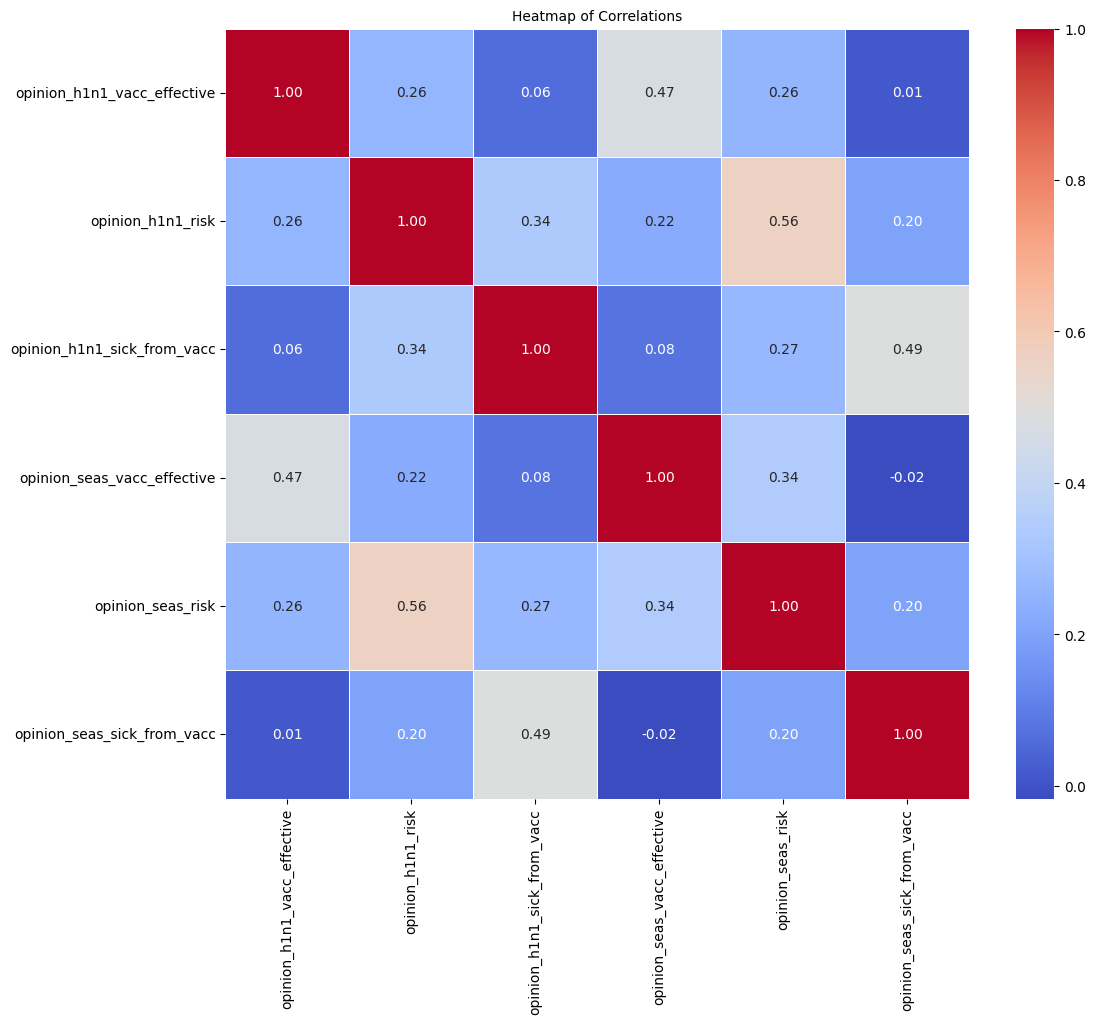 Heatmap of Correlations
opinion_h1n1_vacc_effective
1.00 0.26 0.06 0.47 0.26 0.01
opinion_h1n1_risk
0.26 1.00 0.34 0.22 0.56 0.20
opinion_h1n1_sick_from_vacc
0.06 0.34 1.00 0.08 0.27 0.49
opinion_seas_vacc_effective
0.47 0.22 0.08 1.00 0.34 -0.02
opinion_seas_risk
0.26 0.56 0.27 0.34 1.00 0.20
opinion_seas_sick_from_vacc
0.01 0.20 0.49 -0.02 0.20 1.00
opinion_h1n1_vacc_effective
opinion_h1n1_risk
opinion_h1n1_sick_from_vacc
opinion_seas_vacc_effective
opinion_seas_risk
opinion_seas_sick_from_vacc
1.0
0.8
0.6
0.4
0.2
0.0